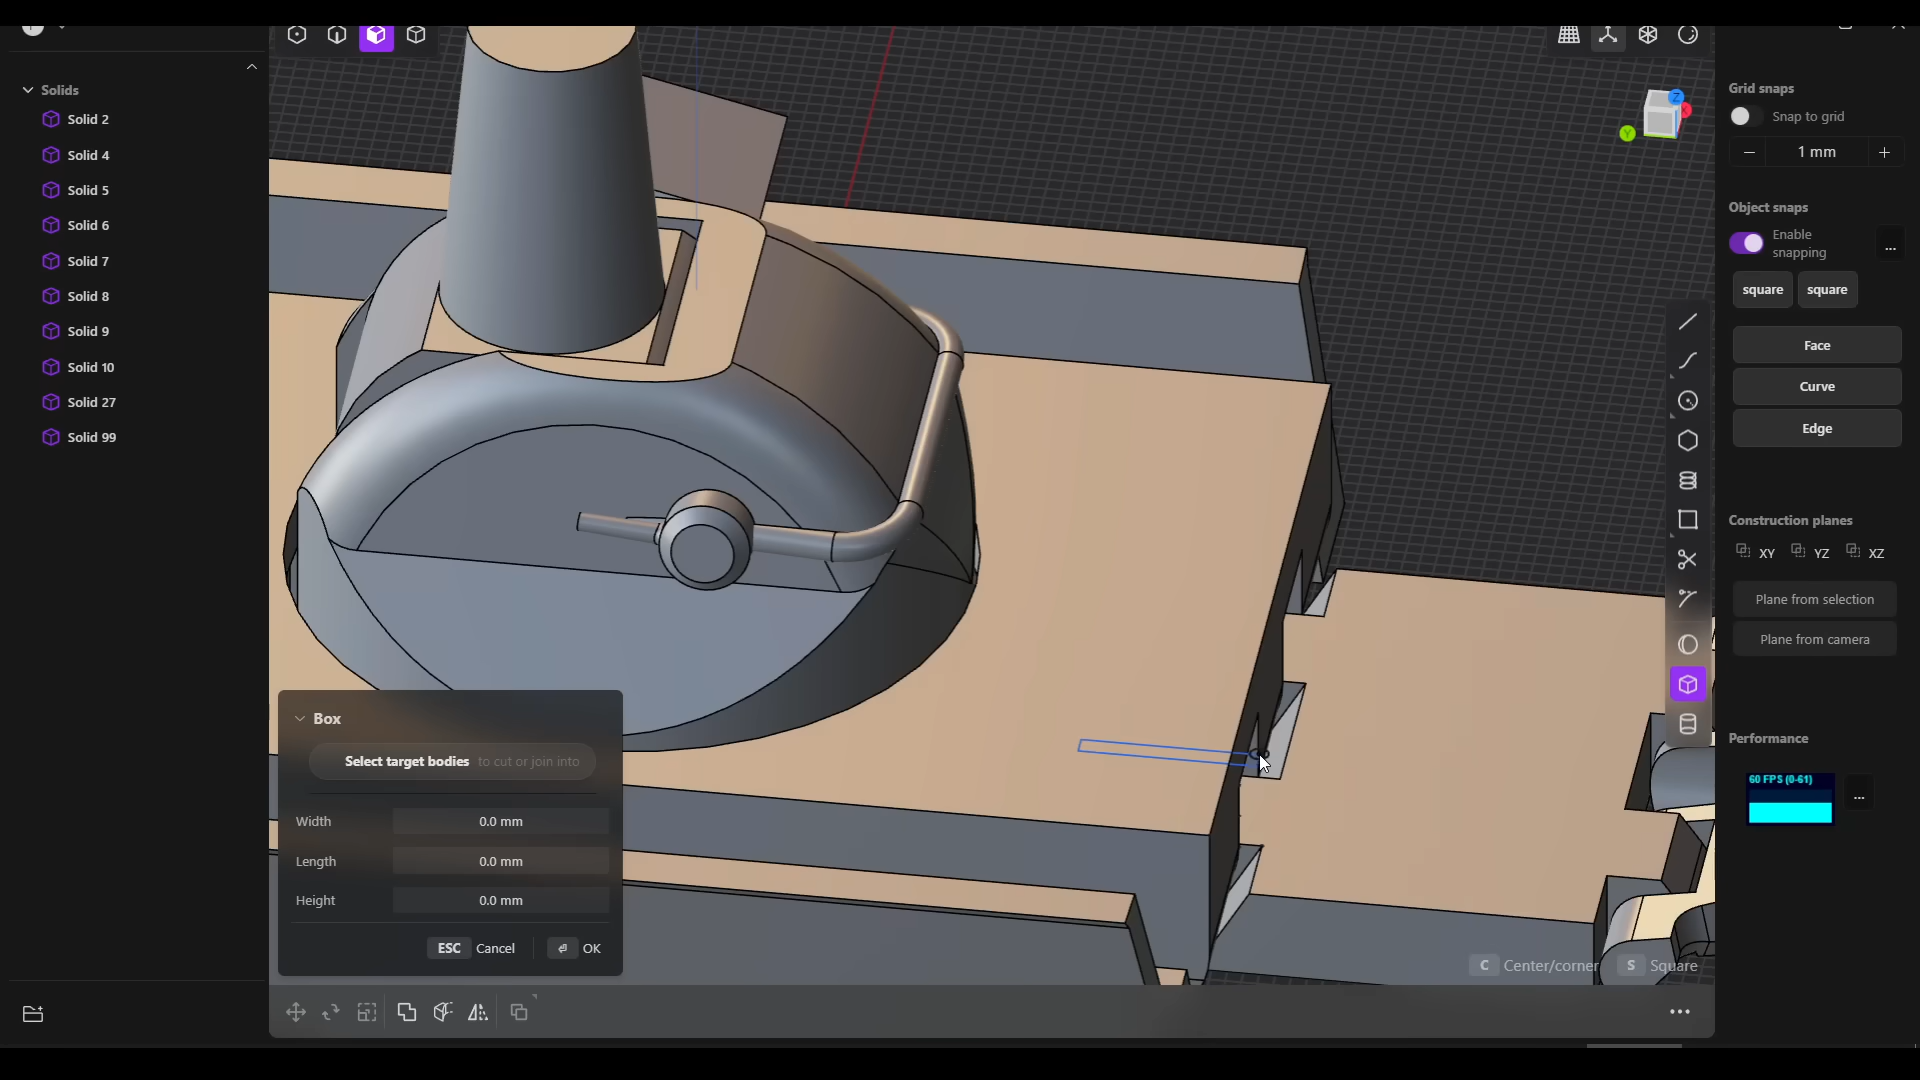 Solids
Solid 2
Solid 4
Solid 5
Solid 6
Solid 7
Solid 8
Solid 9
Solid 10
Solid 27
Solid 99
Z
X
Y
Grid snaps
Snap to grid
1 mm
Object snaps
Enable snapping
square square
Face
Curve
Edge
Construction planes
XY YZ XZ
Plane from selection
Plane from camera
Performance
60 FPS (0-61)
Box
Select target bodies to cut or join into
Width 0.0 mm
Length 0.0 mm
Height 0.0 mm
ESC Cancel OK
C Center/corner S Square